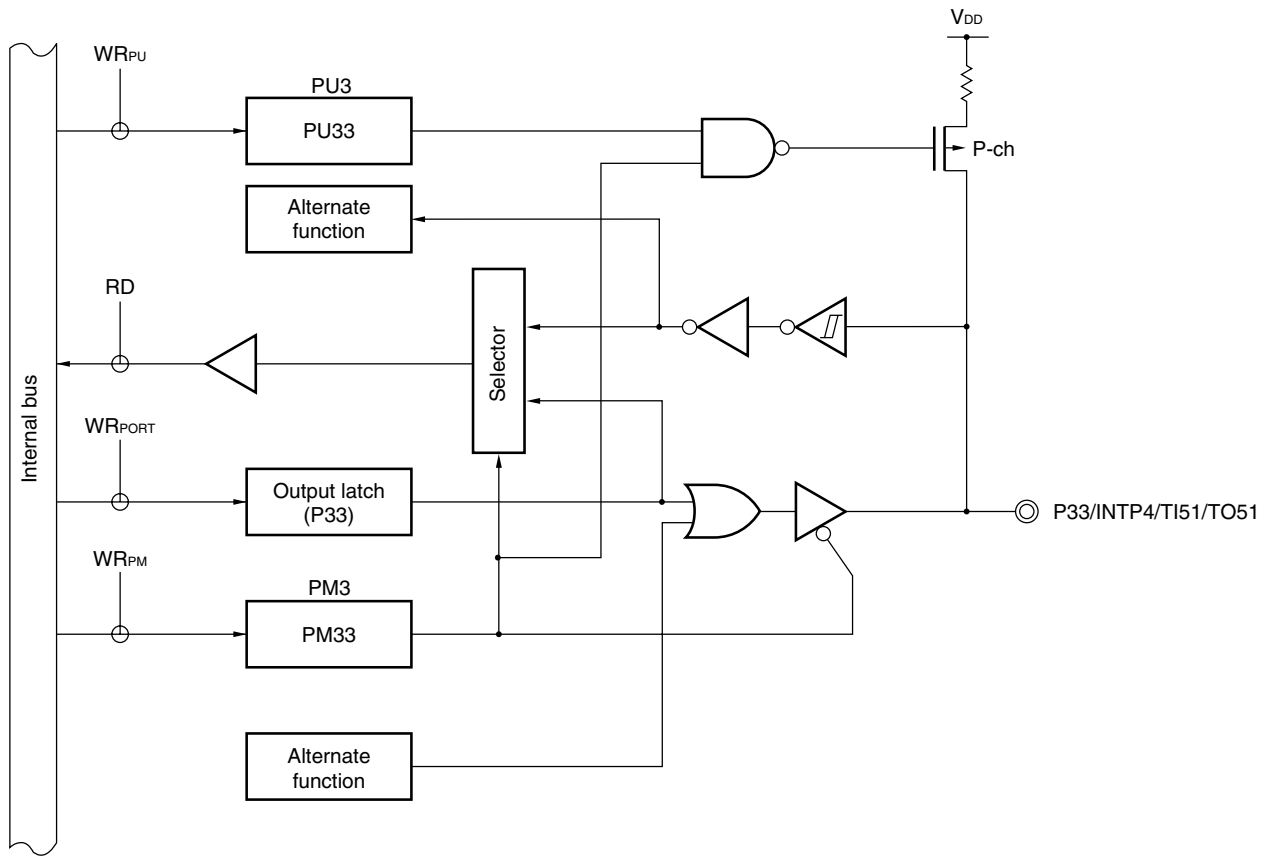 VDD
WRPU
PU3
PU33
P-ch
Alternate
function
RD
Selector
Internal bus
WRPORT
Output latch
(P33)
P33/INTP4/TI51/TO51
WRPM
PM3
PM33
Alternate
function